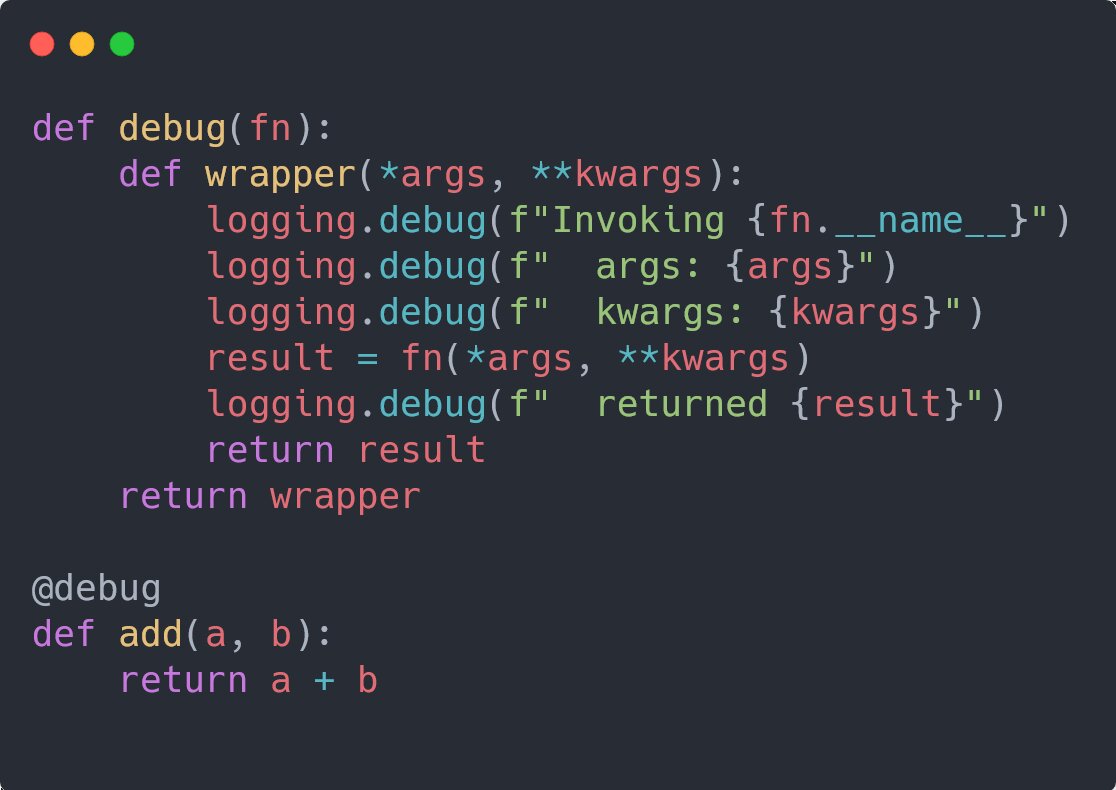 def debug(fn):
    def wrapper(*args, **kwargs):
        logging.debug(f"Invoking {fn.__name__}")
        logging.debug(f"  args: {args}")
        logging.debug(f"  kwargs: {kwargs}")
        result = fn(*args, **kwargs)
        logging.debug(f"  returned {result}")
        return result
    return wrapper

@debug
def add(a, b):
    return a + b